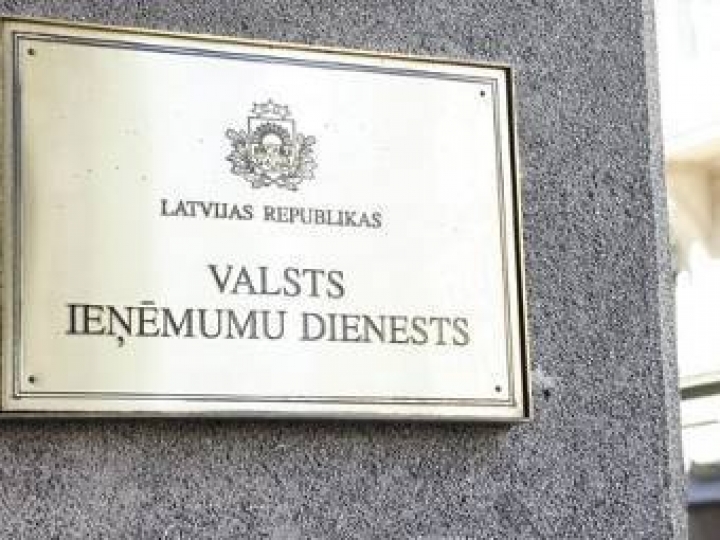 LATVIJAS REPUBLIKAS
VALSTS
IEŅĒMUMU DIENESTS